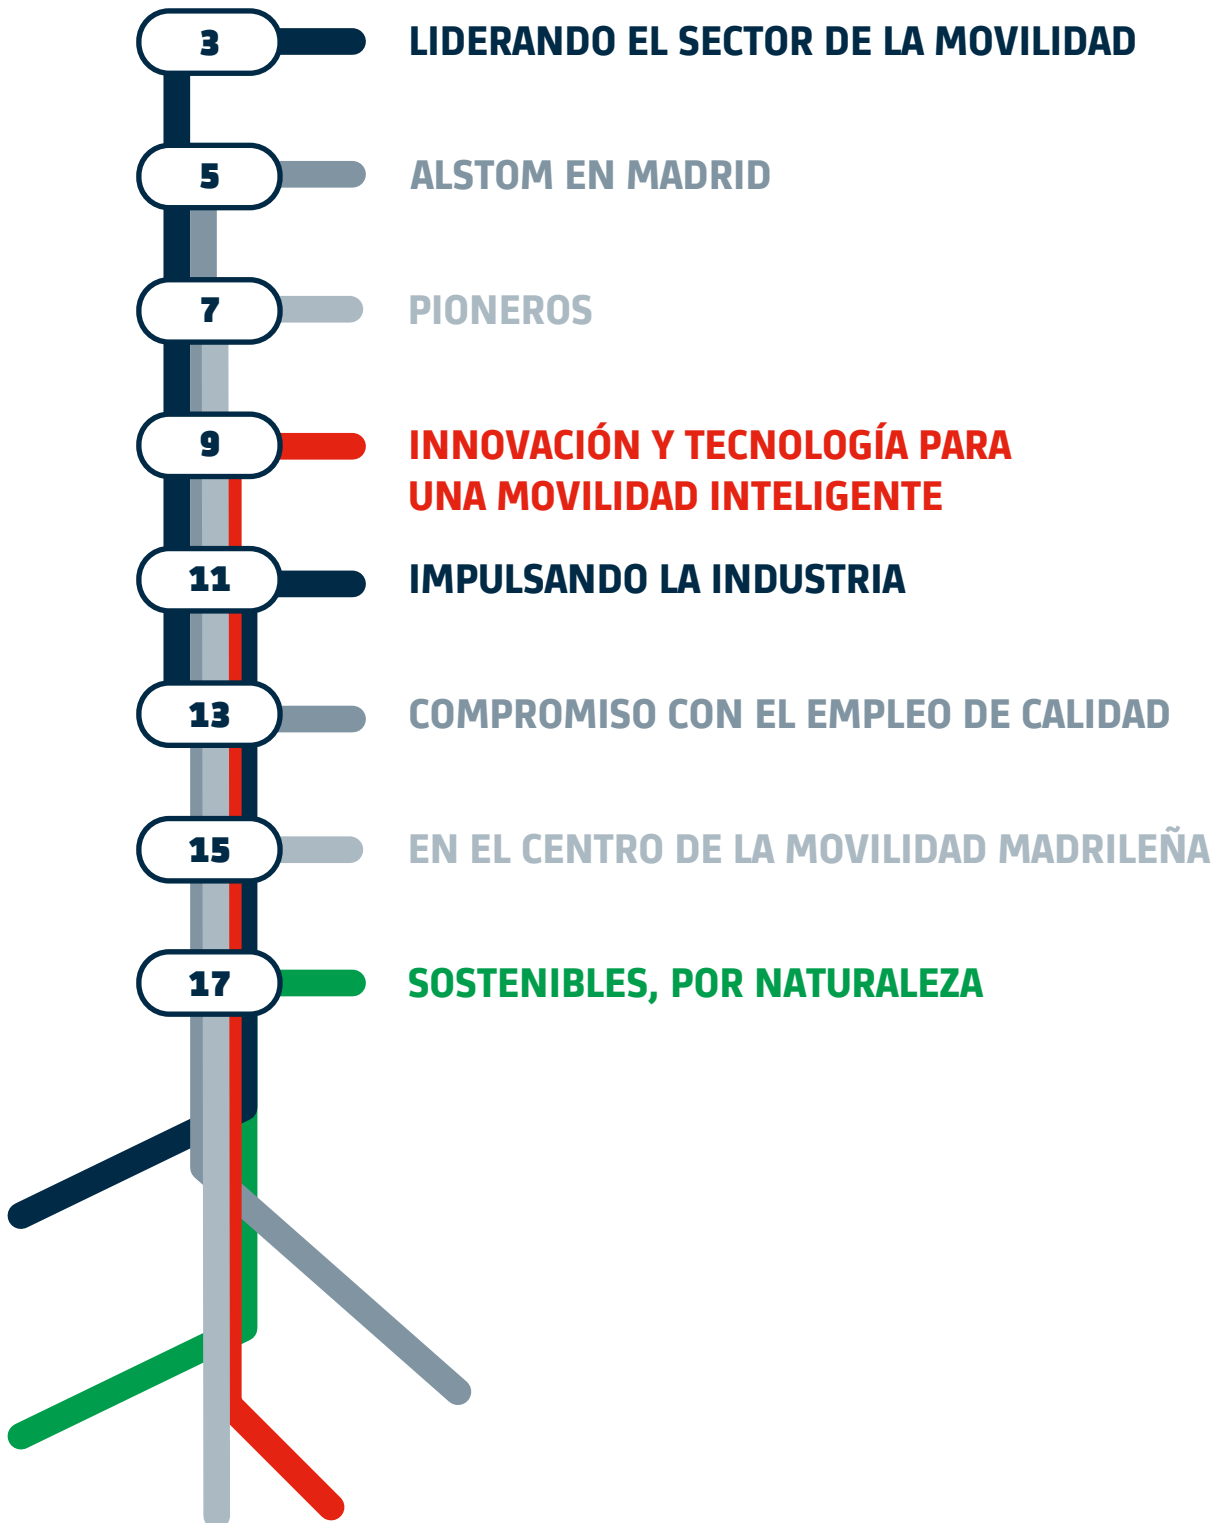 3 LIDERANDO EL SECTOR DE LA MOVILIDAD
5 ALSTOM EN MADRID
7 PIONEROS
9 INNOVACIÓN Y TECNOLOGÍA PARA
UNA MOVILIDAD INTELIGENTE
11 IMPULSANDO LA INDUSTRIA
13 COMPROMISO CON EL EMPLEO DE CALIDAD
15 EN EL CENTRO DE LA MOVILIDAD MADRILEÑA
17 SOSTENIBLES, POR NATURALEZA